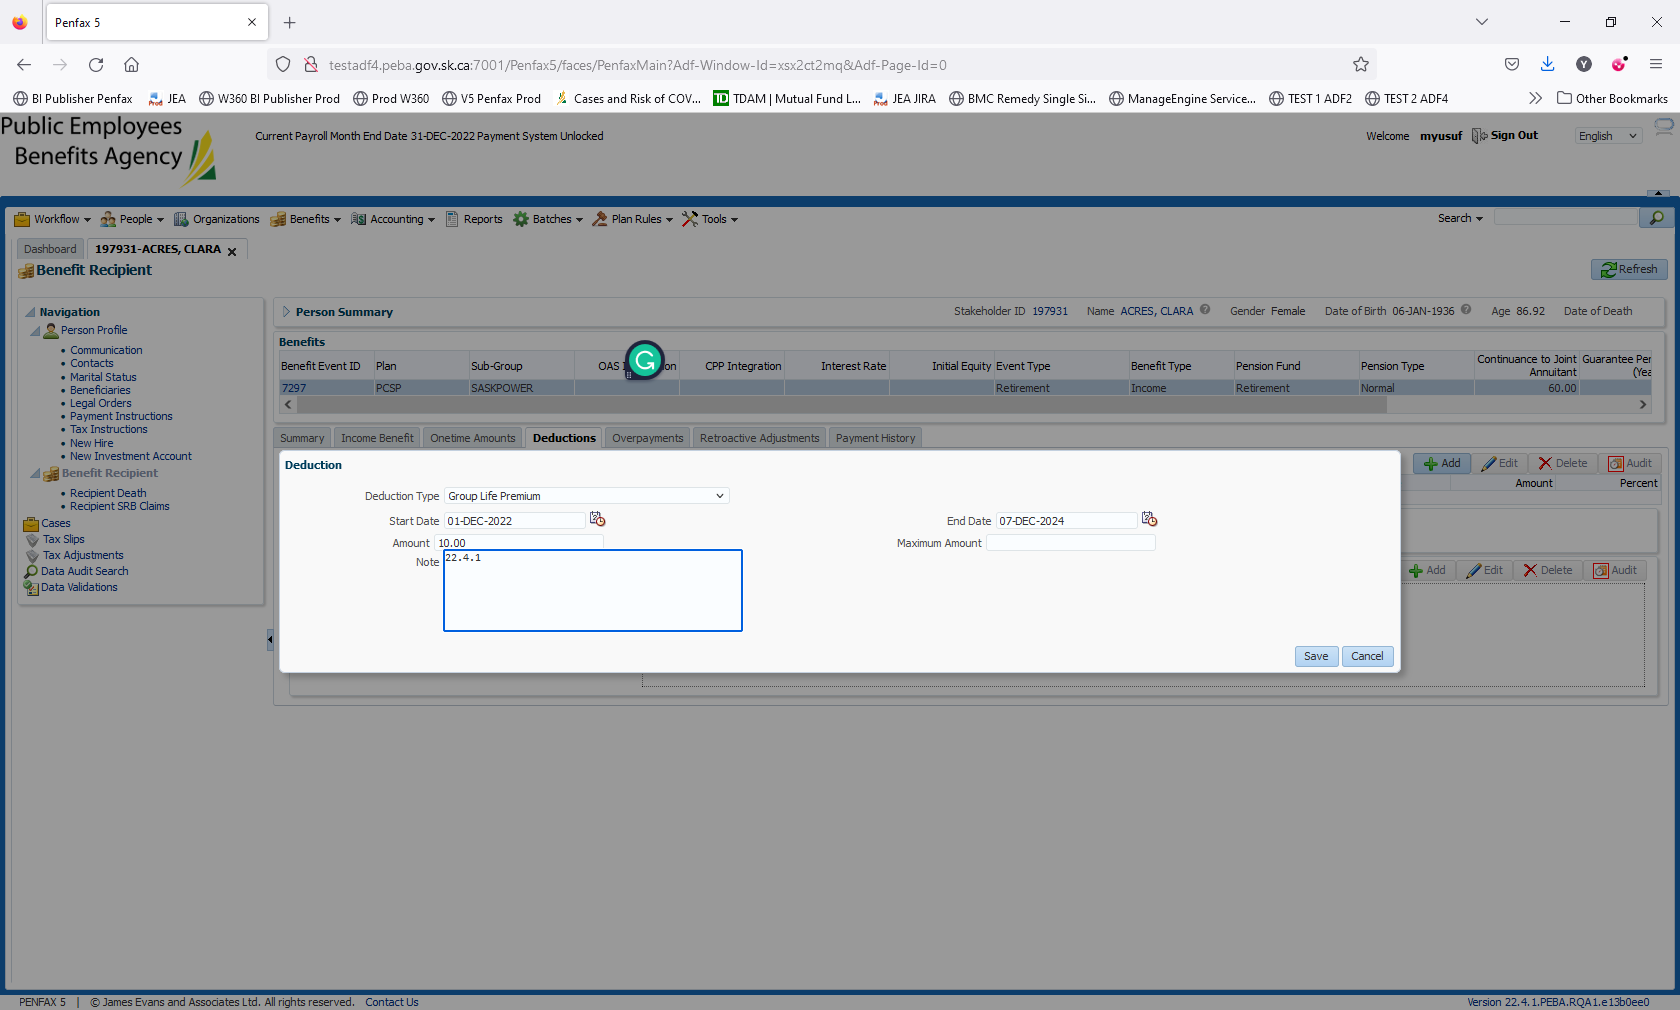 Penfax 5
testadf4.peba.gov.sk.ca:7001/Penfax5/faces/PenfaxMain?Adf-Window-Id=xsx2ct2mq&Adf-Page-Id=0
Y
BI Publisher Penfax JEA W360 BI Publisher Prod Prod W360 V5 Penfax Prod Cases and Risk of COV... TDAM | Mutual Fund L... JEA JIRA BMC Remedy Single Si... ManageEngine Service... TEST 1 ADF2 TEST 2 ADF4 Other Bookmarks
Public Employees
Benefits Agency
Current Payroll Month End Date 31-DEC-2022 Payment System Unlocked
Welcome myusuf Sign Out English
Workflow People Organizations Benefits Accounting Reports Batches Plan Rules Tools Search
Dashboard 197931-ACRES, CLARA
Benefit Recipient
Refresh
Navigation
Person Profile
Communication
Contacts
Marital Status
Beneficiaries
Legal Orders
Payment Instructions
Tax Instructions
New Hire
New Investment Account
Benefit Recipient
Recipient Death
Recipient SRB Claims
Cases
Tax Slips
Tax Adjustments
Data Audit Search
Data Validations
Person Summary Stakeholder ID 197931 Name ACRES, CLARA Gender Female Date of Birth 06-JAN-1936 Age 86.92 Date of Death
Benefits
Benefit Event ID Plan Sub-Group OAS I on CPP Integration Interest Rate Initial Equity Event Type Benefit Type Pension Fund Pension Type Continuance to Joint Annuitant Guarantee Per (Yea
7297 PCSP SASKPOWER Retirement Income Retirement Normal 60.00
Summary Income Benefit Onetime Amounts Deductions Overpayments Retroactive Adjustments Payment History
Add Edit Delete Audit
Amount Percent
Deduction
Deduction Type Group Life Premium
Start Date 01-DEC-2022 End Date 07-DEC-2024
Amount 10.00 Maximum Amount
Note 22.4.1
Add Edit Delete Audit
Save Cancel
PENFAX 5 | © James Evans and Associates Ltd. All rights reserved. Contact Us
Version 22.4.1.PEBA.RQA1.e13b0ee0